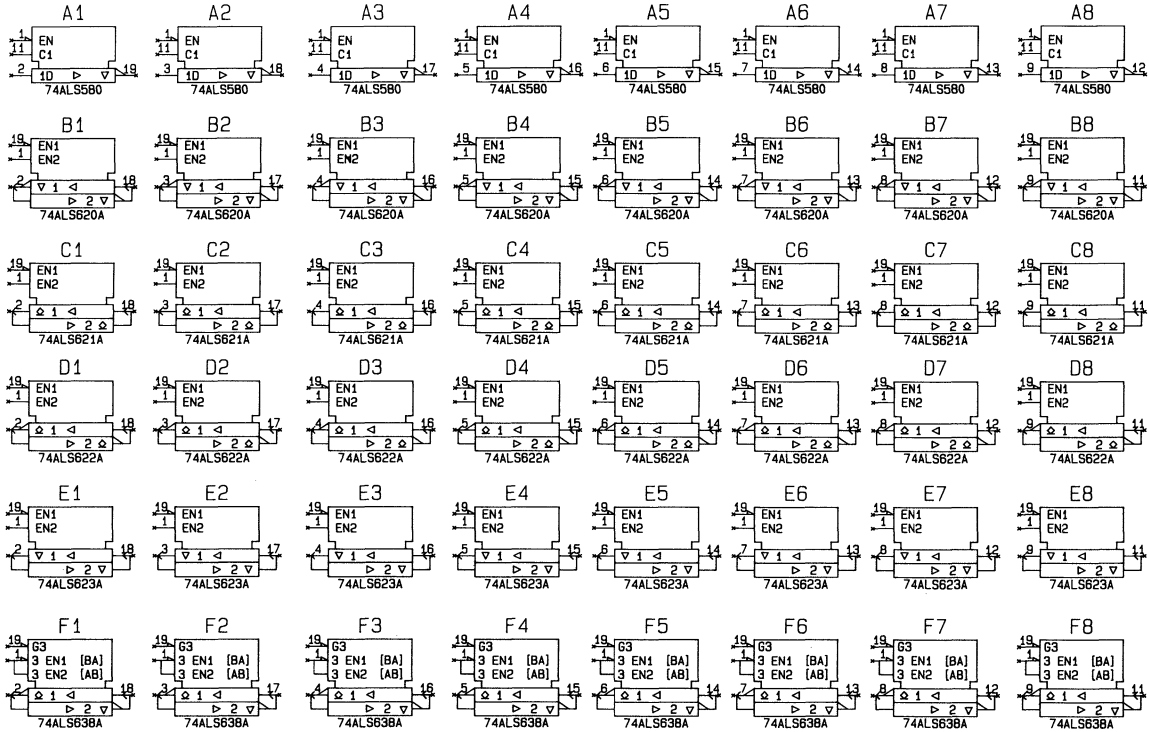 A1 A2 A3 A4 A5 A6 A7 A8
1 EN 1 EN 1 EN 1 EN 1 EN 1 EN 1 EN 1 EN
11 C1 11 C1 11 C1 11 C1 11 C1 11 C1 11 C1 11 C1
2 1D ▷ ▽ 19 3 1D ▷ ▽ 18 4 1D ▷ ▽ 17 5 1D ▷ ▽ 16 6 1D ▷ ▽ 15 7 1D ▷ ▽ 14 8 1D ▷ ▽ 13 9 1D ▷ ▽ 12
74ALS580 74ALS580 74ALS580 74ALS580 74ALS580 74ALS580 74ALS580 74ALS580
B1 B2 B3 B4 B5 B6 B7 B8
19 EN1 19 EN1 19 EN1 19 EN1 19 EN1 19 EN1 19 EN1 19 EN1
1 EN2 1 EN2 1 EN2 1 EN2 1 EN2 1 EN2 1 EN2 1 EN2
2 ▽ 1 ◁ 18 3 ▽ 1 ◁ 17 4 ▽ 1 ◁ 16 5 ▽ 1 ◁ 15 6 ▽ 1 ◁ 14 7 ▽ 1 ◁ 13 8 ▽ 1 ◁ 12 9 ▽ 1 ◁ 11
▷ 2 ▽ ▷ 2 ▽ ▷ 2 ▽ ▷ 2 ▽ ▷ 2 ▽ ▷ 2 ▽ ▷ 2 ▽ ▷ 2 ▽
74ALS620A 74ALS620A 74ALS620A 74ALS620A 74ALS620A 74ALS620A 74ALS620A 74ALS620A
C1 C2 C3 C4 C5 C6 C7 C8
19 EN1 19 EN1 19 EN1 19 EN1 19 EN1 19 EN1 19 EN1 19 EN1
1 EN2 1 EN2 1 EN2 1 EN2 1 EN2 1 EN2 1 EN2 1 EN2
2 ⎐ 1 ◁ 18 3 ⎐ 1 ◁ 17 4 ⎐ 1 ◁ 16 5 ⎐ 1 ◁ 15 6 ⎐ 1 ◁ 14 7 ⎐ 1 ◁ 13 8 ⎐ 1 ◁ 12 9 ⎐ 1 ◁ 11
▷ 2 ⎐ ▷ 2 ⎐ ▷ 2 ⎐ ▷ 2 ⎐ ▷ 2 ⎐ ▷ 2 ⎐ ▷ 2 ⎐ ▷ 2 ⎐
74ALS621A 74ALS621A 74ALS621A 74ALS621A 74ALS621A 74ALS621A 74ALS621A 74ALS621A
D1 D2 D3 D4 D5 D6 D7 D8
19 EN1 19 EN1 19 EN1 19 EN1 19 EN1 19 EN1 19 EN1 19 EN1
1 EN2 1 EN2 1 EN2 1 EN2 1 EN2 1 EN2 1 EN2 1 EN2
2 ⎐ 1 ◁ 18 3 ⎐ 1 ◁ 17 4 ⎐ 1 ◁ 16 5 ⎐ 1 ◁ 15 6 ⎐ 1 ◁ 14 7 ⎐ 1 ◁ 13 8 ⎐ 1 ◁ 12 9 ⎐ 1 ◁ 11
▷ 2 ⎐ ▷ 2 ⎐ ▷ 2 ⎐ ▷ 2 ⎐ ▷ 2 ⎐ ▷ 2 ⎐ ▷ 2 ⎐ ▷ 2 ⎐
74ALS622A 74ALS622A 74ALS622A 74ALS622A 74ALS622A 74ALS622A 74ALS622A 74ALS622A
E1 E2 E3 E4 E5 E6 E7 E8
19 EN1 19 EN1 19 EN1 19 EN1 19 EN1 19 EN1 19 EN1 19 EN1
1 EN2 1 EN2 1 EN2 1 EN2 1 EN2 1 EN2 1 EN2 1 EN2
2 ▽ 1 ◁ 18 3 ▽ 1 ◁ 17 4 ▽ 1 ◁ 16 5 ▽ 1 ◁ 15 6 ▽ 1 ◁ 14 7 ▽ 1 ◁ 13 8 ▽ 1 ◁ 12 9 ▽ 1 ◁ 11
▷ 2 ▽ ▷ 2 ▽ ▷ 2 ▽ ▷ 2 ▽ ▷ 2 ▽ ▷ 2 ▽ ▷ 2 ▽ ▷ 2 ▽
74ALS623A 74ALS623A 74ALS623A 74ALS623A 74ALS623A 74ALS623A 74ALS623A 74ALS623A
F1 F2 F3 F4 F5 F6 F7 F8
19 G3 19 G3 19 G3 19 G3 19 G3 19 G3 19 G3 19 G3
1 3 EN1 [BA] 1 3 EN1 [BA] 1 3 EN1 [BA] 1 3 EN1 [BA] 1 3 EN1 [BA] 1 3 EN1 [BA] 1 3 EN1 [BA] 1 3 EN1 [BA]
3 EN2 [AB] 3 EN2 [AB] 3 EN2 [AB] 3 EN2 [AB] 3 EN2 [AB] 3 EN2 [AB] 3 EN2 [AB] 3 EN2 [AB]
2 ⎐ 1 ◁ 18 3 ⎐ 1 ◁ 17 4 ⎐ 1 ◁ 16 5 ⎐ 1 ◁ 15 6 ⎐ 1 ◁ 14 7 ⎐ 1 ◁ 13 8 ⎐ 1 ◁ 12 9 ⎐ 1 ◁ 11
▷ 2 ▽ ▷ 2 ▽ ▷ 2 ▽ ▷ 2 ▽ ▷ 2 ▽ ▷ 2 ▽ ▷ 2 ▽ ▷ 2 ▽
74ALS638A 74ALS638A 74ALS638A 74ALS638A 74ALS638A 74ALS638A 74ALS638A 74ALS638A